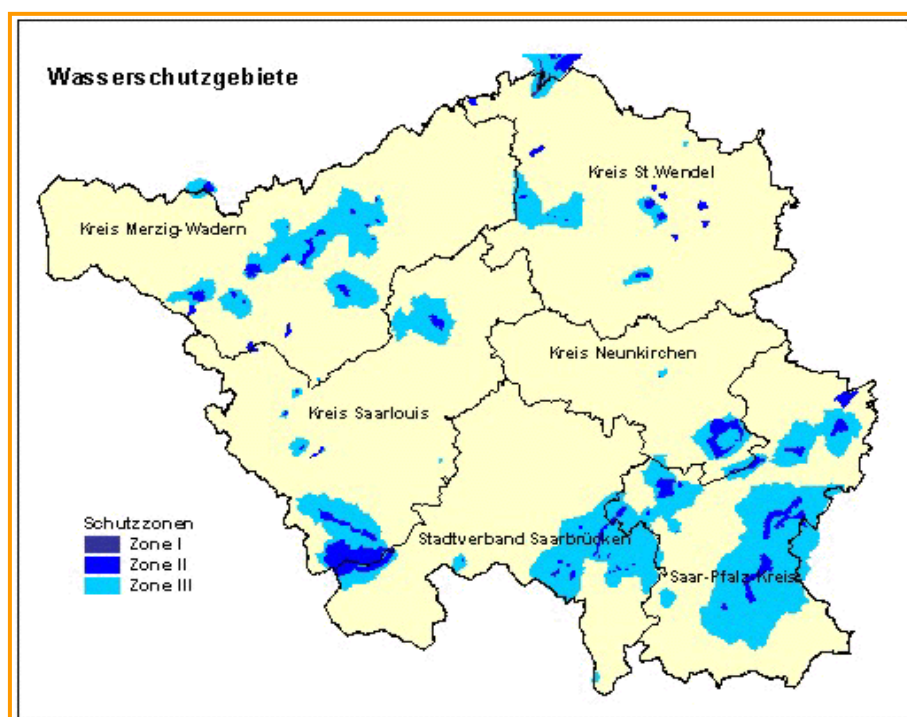 Wasserschutzgebiete
Kreis St.Wendel
Kreis Merzig-Wadern
Kreis Neunkirchen
Kreis Saarlouis
Stadtverband Saarbrücken
Saar-Pfalz-Kreis
Schutzzonen
Zone I
Zone II
Zone III